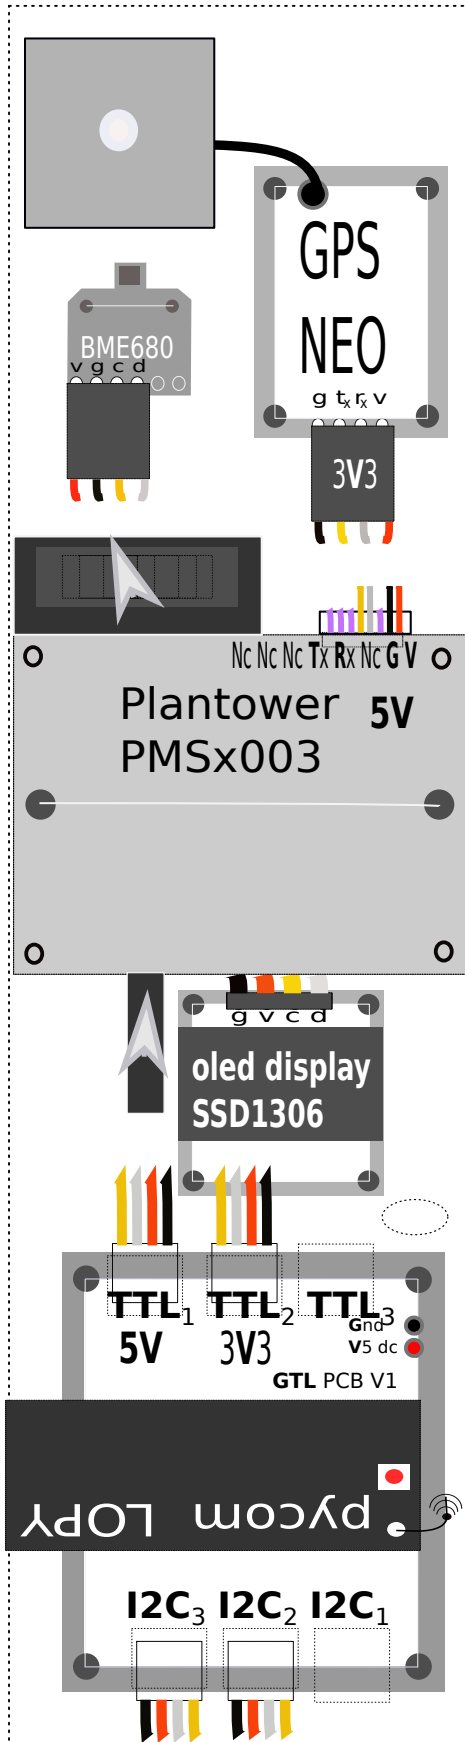 GPS
NEO
g tx rx v
3V3
BME680
v g c d
Nc Nc Nc Tx Rx Nc G V
Plantower
5V
PMSx003
g v c d
oled display
SSD1306
TTL1 TTL2 TTL3
5V 3V3
Gnd
V5 dc
GTL PCB V1
pycom LOPY
I2C3 I2C2 I2C1